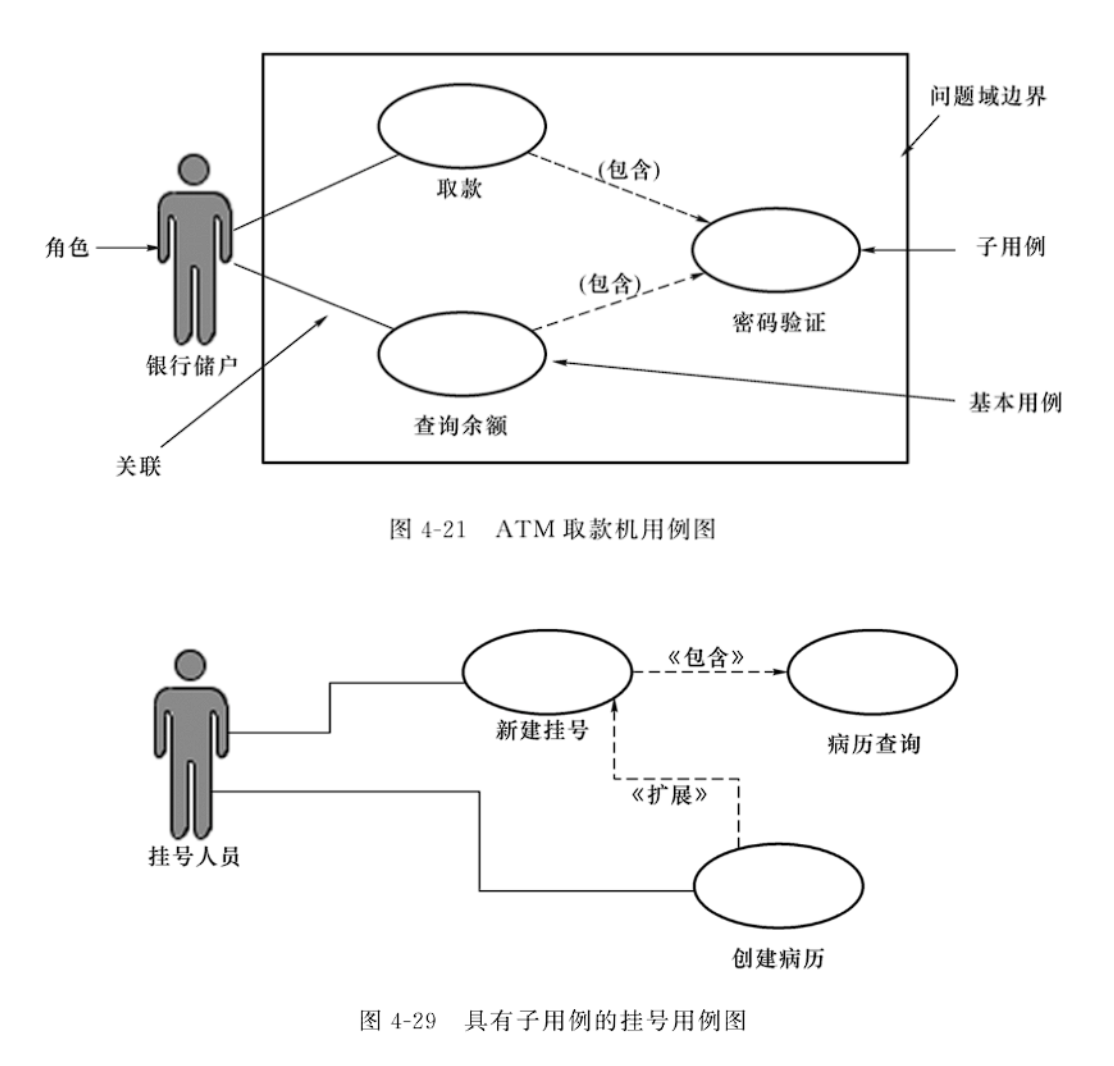 问题域边界
(包含)
取款
角色
子用例
(包含)
密码验证
银行储户
基本用例
查询余额
关联
图 4-21 ATM 取款机用例图
《包含》
新建挂号
病历查询
《扩展》
挂号人员
创建病历
图 4-29 具有子用例的挂号用例图